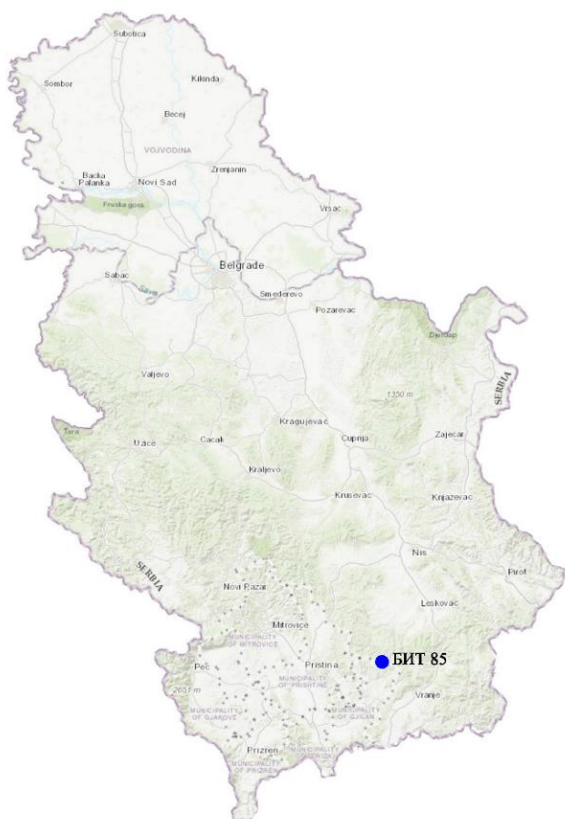 Subotica
Sombor
Kikinda
Becej
VOJVODINA
Backa
Palanka
Novi Sad
Zrenjanin
Fruska gora
Vrsac
Belgrade
Sabac
Sava
Smederevo
Pozarevac
Djerdap
Valjevo
1350 m
SERBIA
Kragujevac
Tara
Uzice
Cacak
Cuprija
Zajecar
Kraljevo
Krusevac
Knjazevac
Nis
SERBIA
Pirot
Novi Pazar
Leskovac
Mitrovice
MUNICIPALITY
OF MITROVICE
Peć
Pristina
БИТ 85
MUNICIPALITY
OF PRISHTINE
Vranje
MUNICIPALITY
OF GJAKOVË
MUNICIPALITY
OF GJILAN
Prizren
MUNICIPALITY
OF PRIZREN
MUNICIPALITY